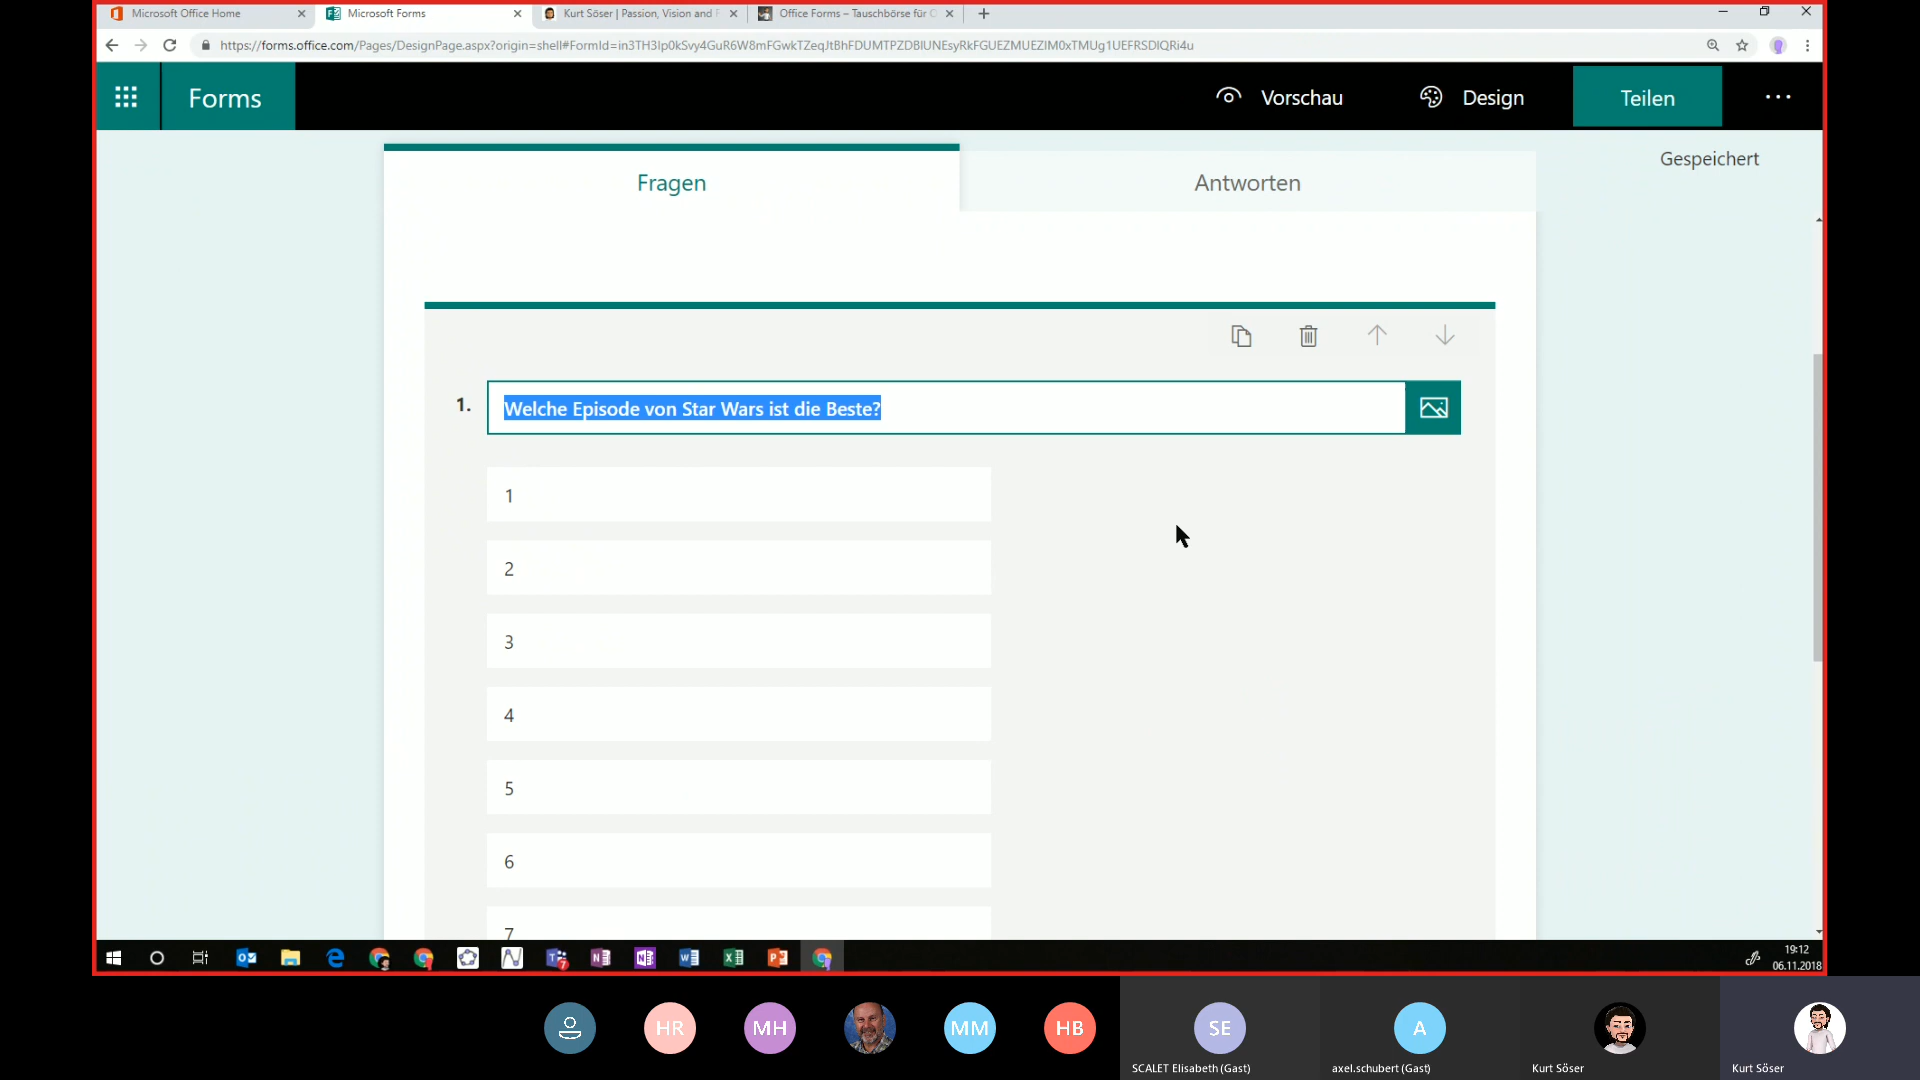 Microsoft Office Home
Microsoft Forms
Kurt Söser | Passion, Vision and
Office Forms – Tauschbörse für
https://forms.office.com/Pages/DesignPage.aspx?origin=shell#FormId=in3TH3Ip0kSvy4GuR6W8mFGwkTZeqJtBhFDUMTPZDBIUNEsyRkFGUEZMUEZIM0xTMUg1UEFRSDlQRi4u
Forms
Vorschau
Design
Teilen
Gespeichert
Fragen
Antworten
1. Welche Episode von Star Wars ist die Beste?
1
2
3
4
5
6
7
19:12
06.11.2018
HR
MH
MM
HB
SE
A
SCALET Elisabeth (Gast)
axel.schubert (Gast)
Kurt Söser
Kurt Söser